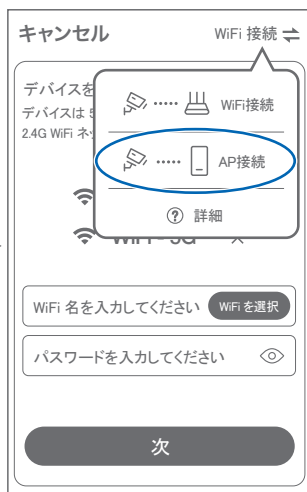 キャンセル
WiFi 接続
デバイスを
デバイスは
2.4G WiFi
WiFi接続
AP接続
? 詳細
WiFi - 5G
WiFi 名を入力してください
WiFi を選択
パスワードを入力してください
次